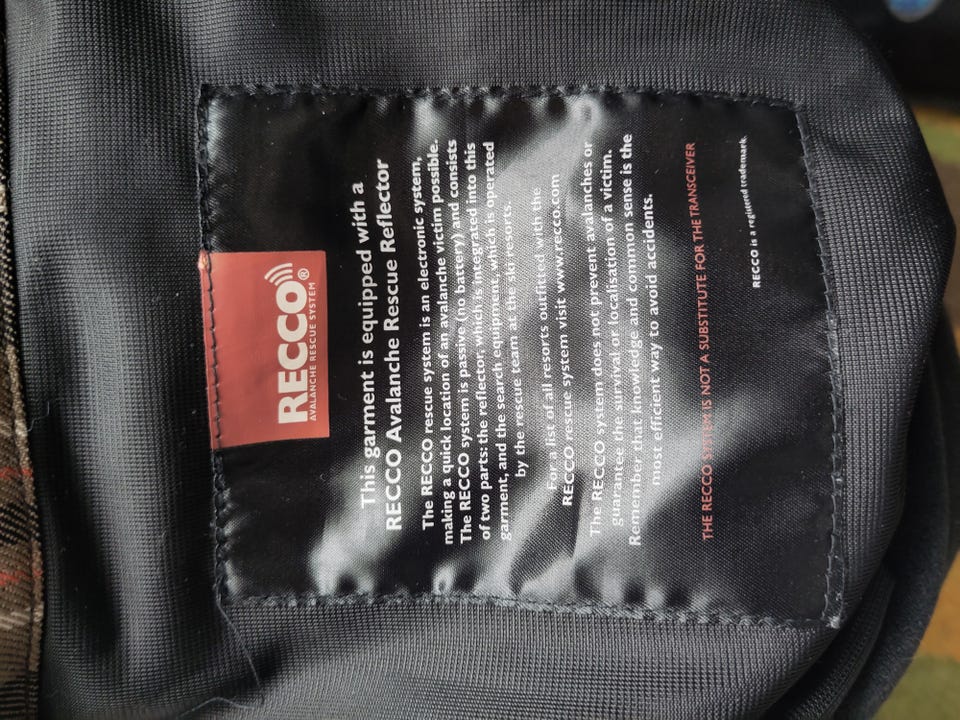 RECCO®
AVALANCHE RESCUE SYSTEM
This garment is equipped with a
RECCO Avalanche Rescue Reflector
The RECCO rescue system is an electronic system,
making a quick location of an avalanche victim possible.
The RECCO system is passive (no battery) and consists
of two parts: the reflector, which is integrated into this
garment, and the search equipment, which is operated
by the rescue team at the ski resorts.
For a list of all resorts outfitted with the
RECCO rescue system visit www.recco.com
The RECCO system does not prevent avalanches or
guarantee the survival or localisation of a victim.
Remember that knowledge and common sense is the
most efficient way to avoid accidents.
THE RECCO SYSTEM IS NOT A SUBSTITUTE FOR THE TRANSCEIVER
RECCO is a registered trademark.